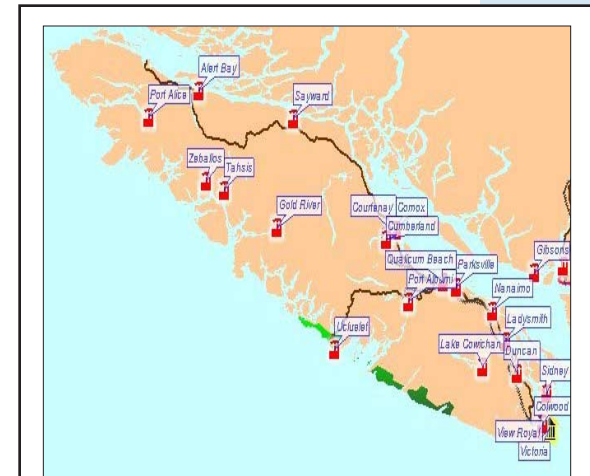 Alert Bay
Port Alice
Sayward
Zeballos
Tahsis
Gold River
Courtenay
Comox
Cumberland
Gibsons
Qualicum Beach
Parksville
Port Alberni
Nanaimo
Ucluelet
Ladysmith
Lake Cowichan
Duncan
Sidney
Colwood
View Royal
Victoria